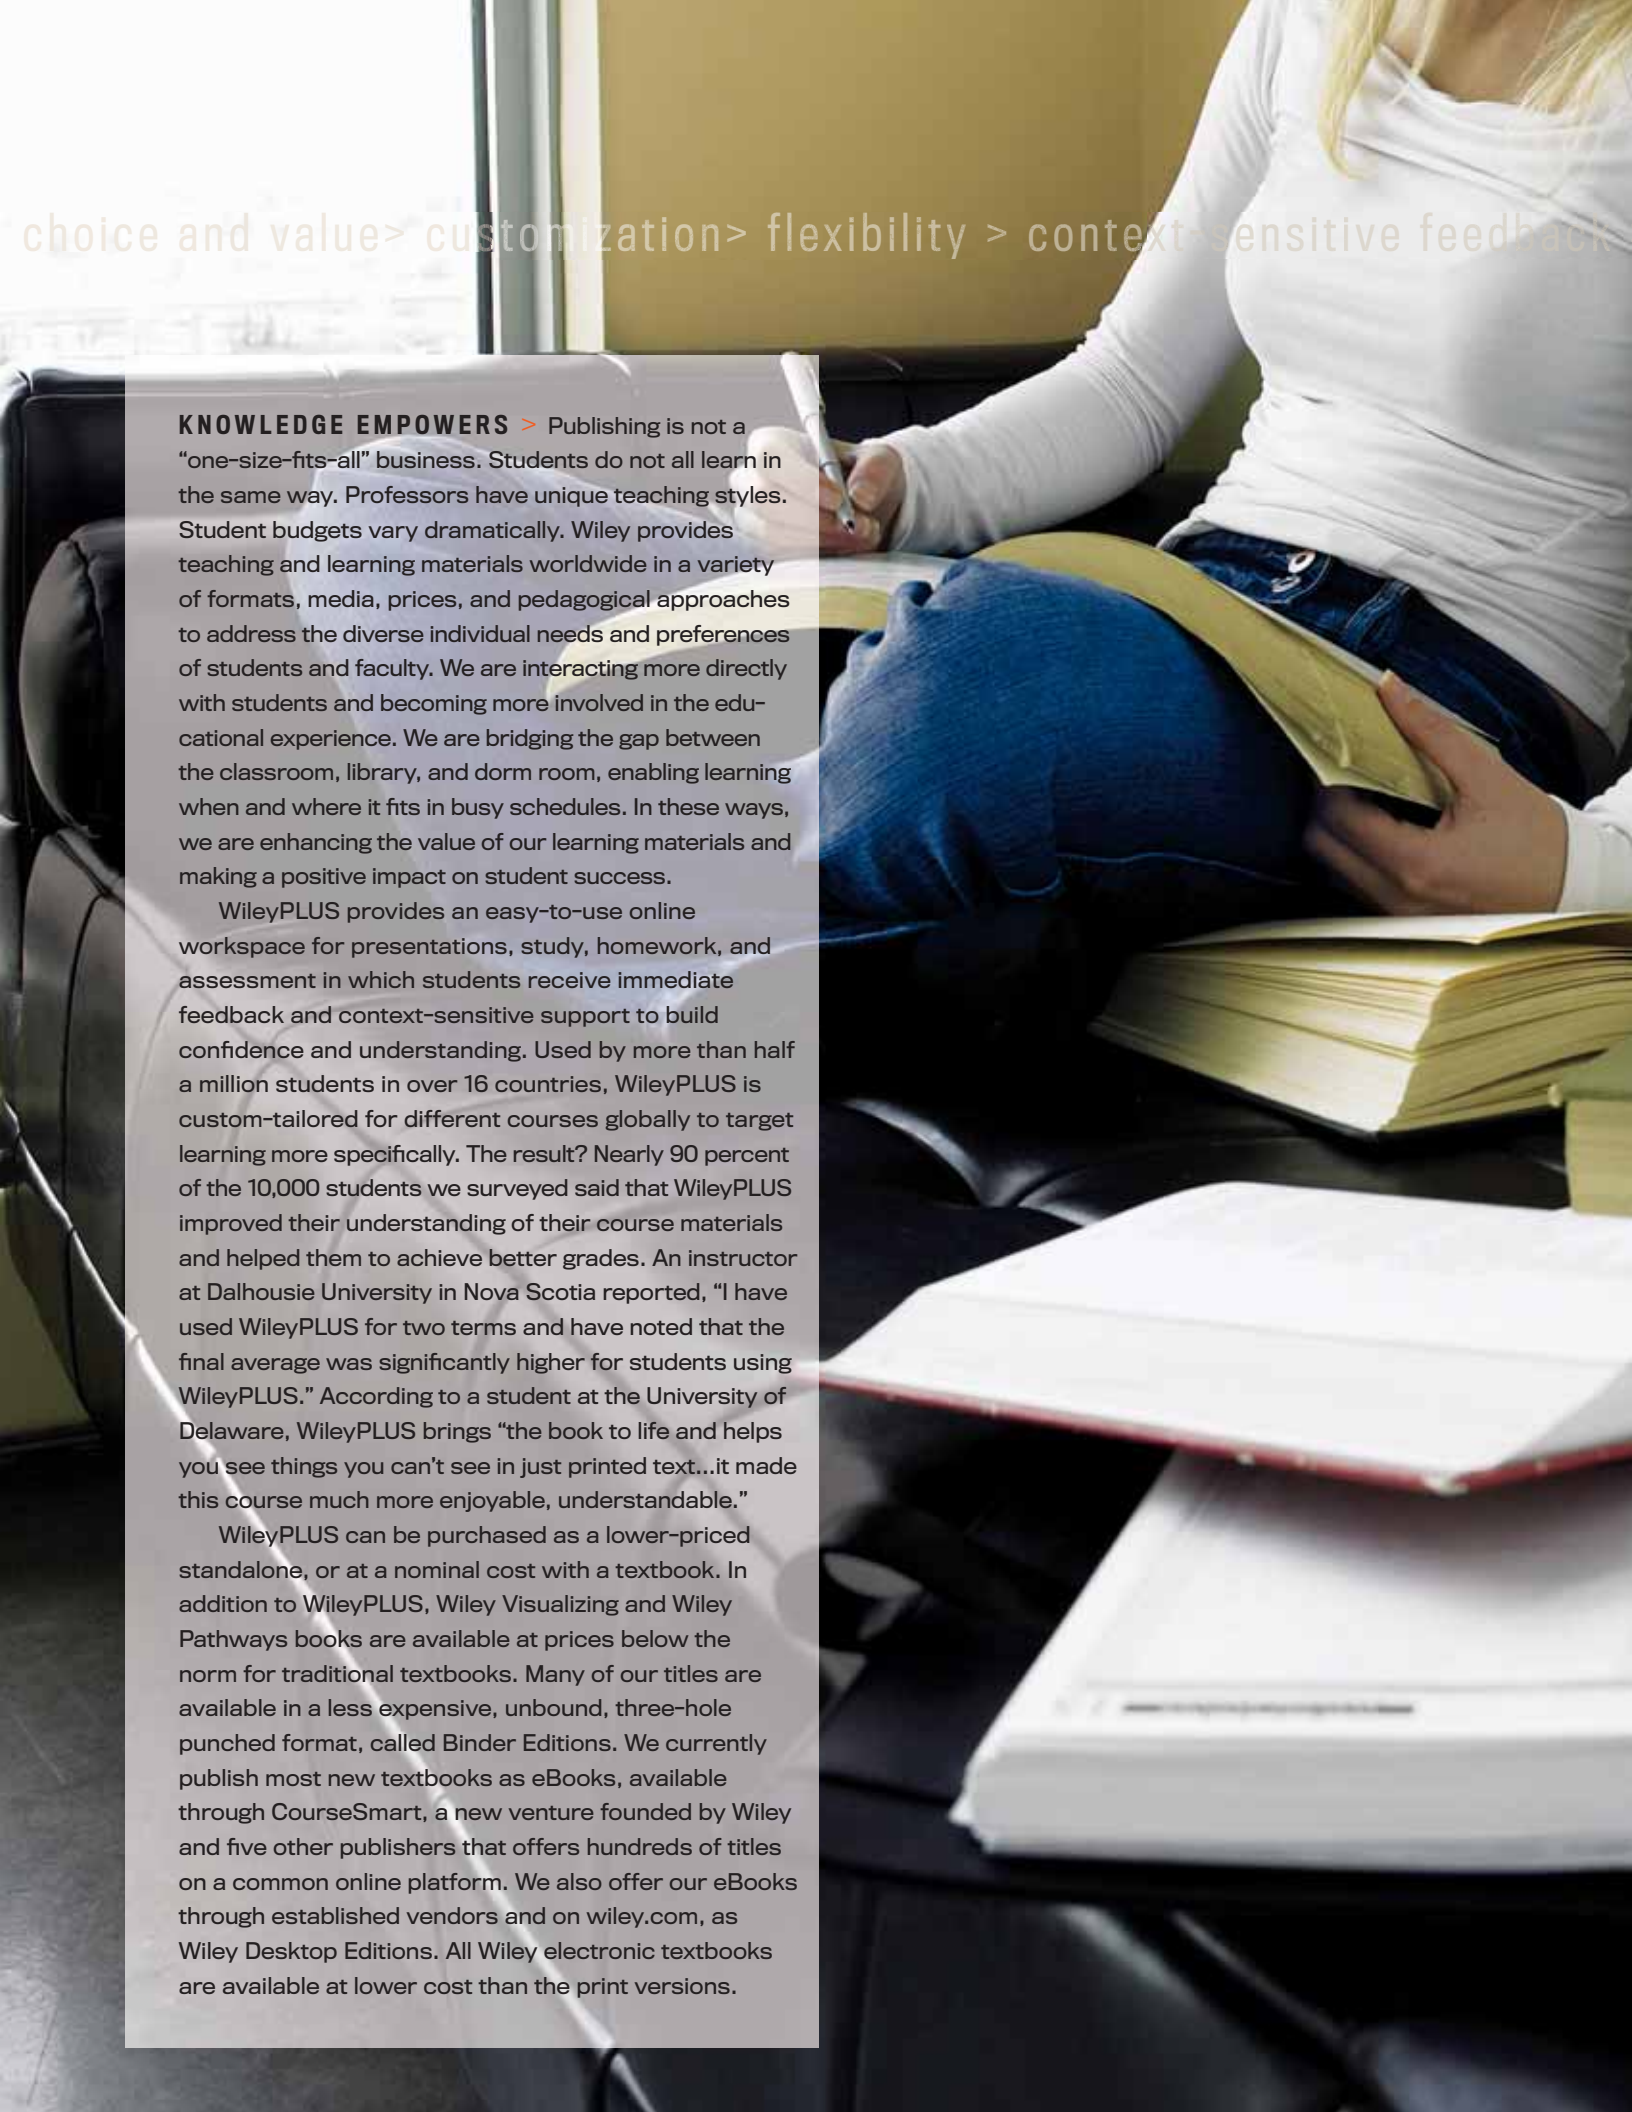 choice and value> customization> flexibility > context-sensitive feedback
KNOWLEDGE EMPOWERS > Publishing is not a
“one-size-fits-all” business. Students do not all learn in
the same way. Professors have unique teaching styles.
Student budgets vary dramatically. Wiley provides
teaching and learning materials worldwide in a variety
of formats, media, prices, and pedagogical approaches
to address the diverse individual needs and preferences
of students and faculty. We are interacting more directly
with students and becoming more involved in the edu-
cational experience. We are bridging the gap between
the classroom, library, and dorm room, enabling learning
when and where it fits in busy schedules. In these ways,
we are enhancing the value of our learning materials and
making a positive impact on student success.
WileyPLUS provides an easy-to-use online
workspace for presentations, study, homework, and
assessment in which students receive immediate
feedback and context-sensitive support to build
confidence and understanding. Used by more than half
a million students in over 16 countries, WileyPLUS is
custom-tailored for different courses globally to target
learning more specifically. The result? Nearly 90 percent
of the 10,000 students we surveyed said that WileyPLUS
improved their understanding of their course materials
and helped them to achieve better grades. An instructor
at Dalhousie University in Nova Scotia reported, “I have
used WileyPLUS for two terms and have noted that the
final average was significantly higher for students using
WileyPLUS.” According to a student at the University of
Delaware, WileyPLUS brings “the book to life and helps
you see things you can’t see in just printed text...it made
this course much more enjoyable, understandable.”
WileyPLUS can be purchased as a lower-priced
standalone, or at a nominal cost with a textbook. In
addition to WileyPLUS, Wiley Visualizing and Wiley
Pathways books are available at prices below the
norm for traditional textbooks. Many of our titles are
available in a less expensive, unbound, three-hole
punched format, called Binder Editions. We currently
publish most new textbooks as eBooks, available
through CourseSmart, a new venture founded by Wiley
and five other publishers that offers hundreds of titles
on a common online platform. We also offer our eBooks
through established vendors and on wiley.com, as
Wiley Desktop Editions. All Wiley electronic textbooks
are available at lower cost than the print versions.